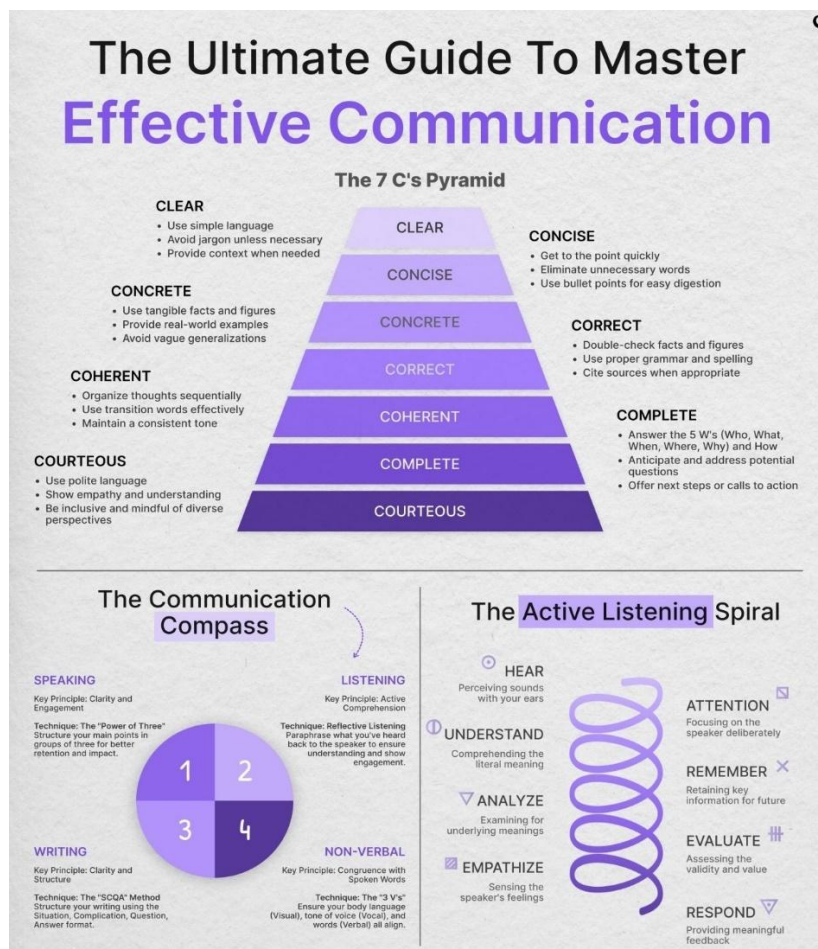 The Ultimate Guide To Master
Effective Communication
The 7 C's Pyramid
CLEAR
• Use simple language
• Avoid jargon unless necessary
• Provide context when needed
CONCISE
• Get to the point quickly
• Eliminate unnecessary words
• Use bullet points for easy digestion
CONCRETE
• Use tangible facts and figures
• Provide real-world examples
• Avoid vague generalizations
CORRECT
• Double-check facts and figures
• Use proper grammar and spelling
• Cite sources when appropriate
COHERENT
• Organize thoughts sequentially
• Use transition words effectively
• Maintain a consistent tone
COMPLETE
• Answer the 5 W's (Who, What,
When, Where, Why) and How
• Anticipate and address potential
questions
• Offer next steps or calls to action
COURTEOUS
• Use polite language
• Show empathy and understanding
• Be inclusive and mindful of diverse
perspectives
CLEAR
CONCISE
CONCRETE
CORRECT
COHERENT
COMPLETE
COURTEOUS
The Communication
Compass
SPEAKING
Key Principle: Clarity and
Engagement
Technique: The "Power of Three"
Structure your main points in
groups of three for better
retention and impact.
LISTENING
Key Principle: Active
Comprehension
Technique: Reflective Listening
Paraphrase what you've heard
back to the speaker to ensure
understanding and show
engagement.
1
2
3
4
WRITING
Key Principle: Clarity and
Structure
Technique: The "SCQA" Method
Structure your writing using the
Situation, Complication, Question,
Answer format.
NON-VERBAL
Key Principle: Congruence with
Spoken Words
Technique: The "3 V's"
Ensure your body language
(Visual), tone of voice (Vocal), and
words (Verbal) all align.
The Active Listening Spiral
HEAR
Perceiving sounds
with your ears
ATTENTION
Focusing on the
speaker deliberately
UNDERSTAND
Comprehending the
literal meaning
REMEMBER
Retaining key
information for future
ANALYZE
Examining for
underlying meanings
EVALUATE
Assessing the
validity and value
EMPATHIZE
Sensing the
speaker's feelings
RESPOND
Providing meaningful
feedback